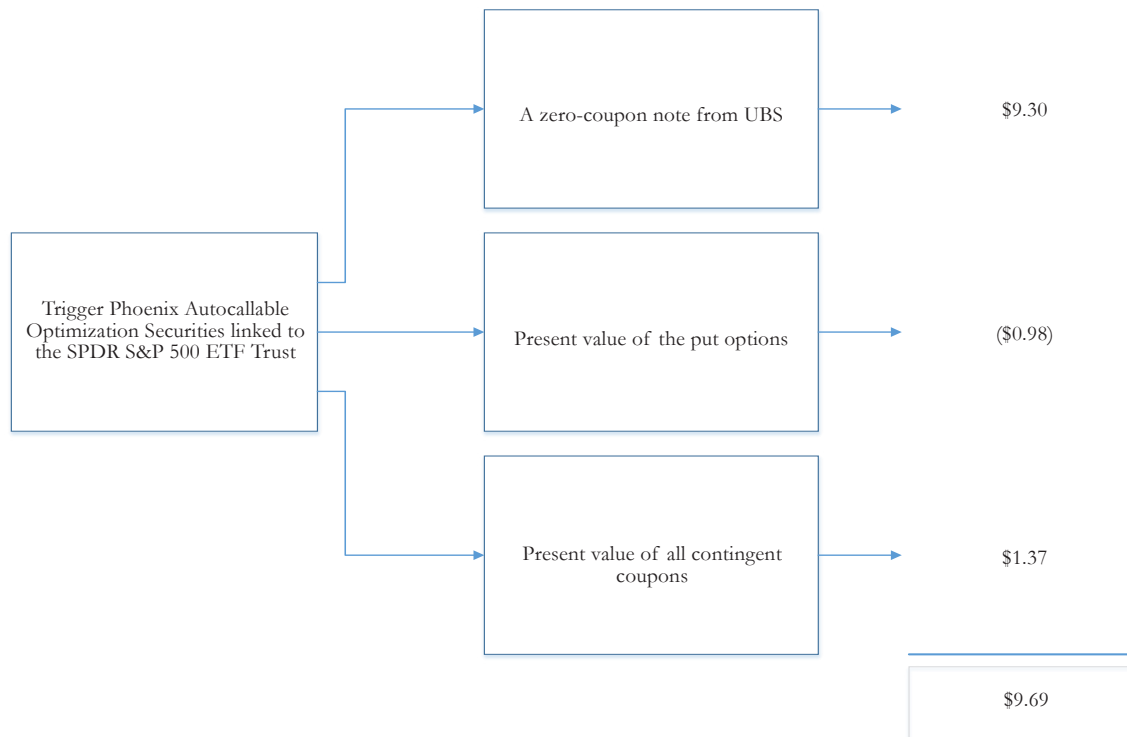 A zero-coupon note from UBS
$9.30
Trigger Phoenix Autocallable
Optimization Securities linked to
the SPDR S&P 500 ETF Trust
Present value of the put options
($0.98)
Present value of all contingent
coupons
$1.37
$9.69